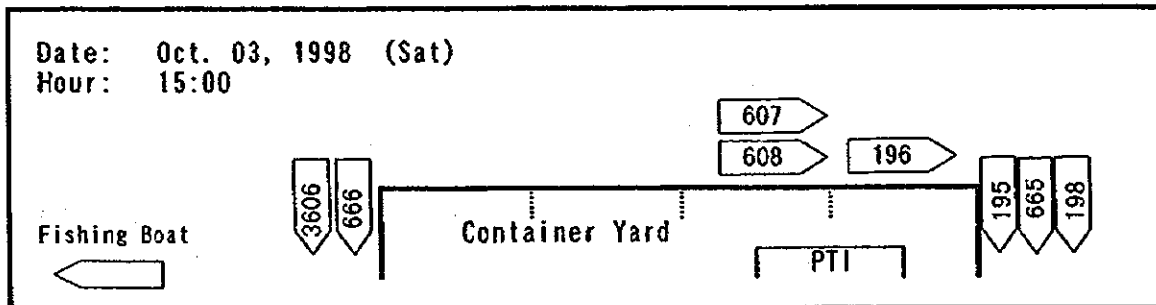 Date: Oct. 03, 1998 (Sat)
Hour: 15:00
607
608
196
3606
666
195
665
198
Fishing Boat
Container Yard
PTI